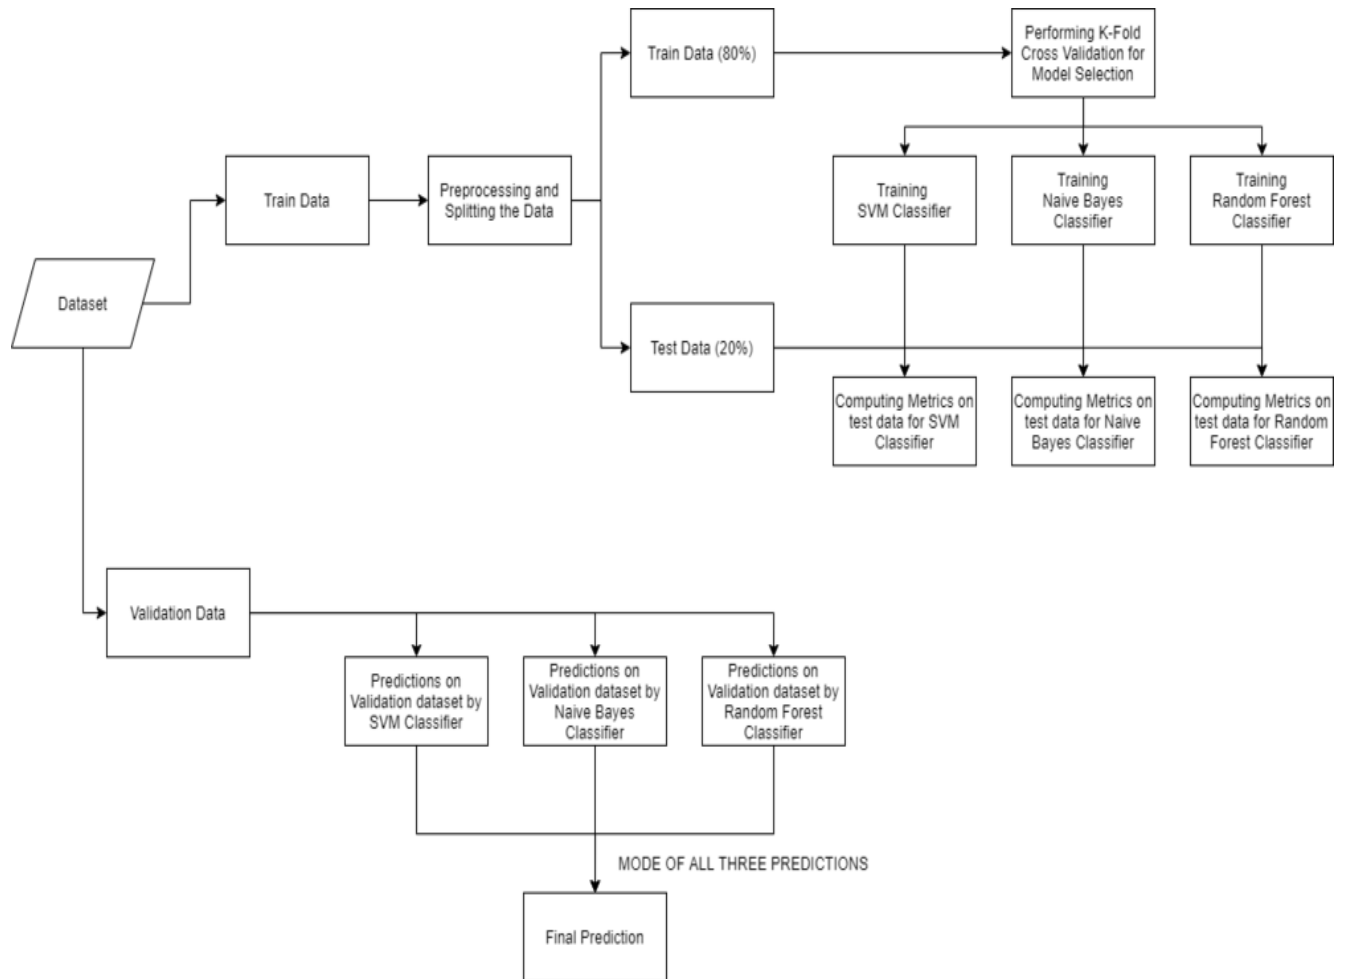 Train Data (80%)
Performing K-Fold
Cross Validation for
Model Selection
Train Data
Preprocessing and
Splitting the Data
Training
SVM Classifier
Training
Naive Bayes
Classifier
Training
Random Forest
Classifier
Dataset
Test Data (20%)
Computing Metrics on
test data for SVM
Classifier
Computing Metrics on
test data for Naive
Bayes Classifier
Computing Metrics on
test data for Random
Forest Classifier
Validation Data
Predictions on
Validation dataset by
SVM Classifier
Predictions on
Validation dataset by
Naive Bayes
Classifier
Predictions on
Validation dataset by
Random Forest
Classifier
MODE OF ALL THREE PREDICTIONS
Final Prediction